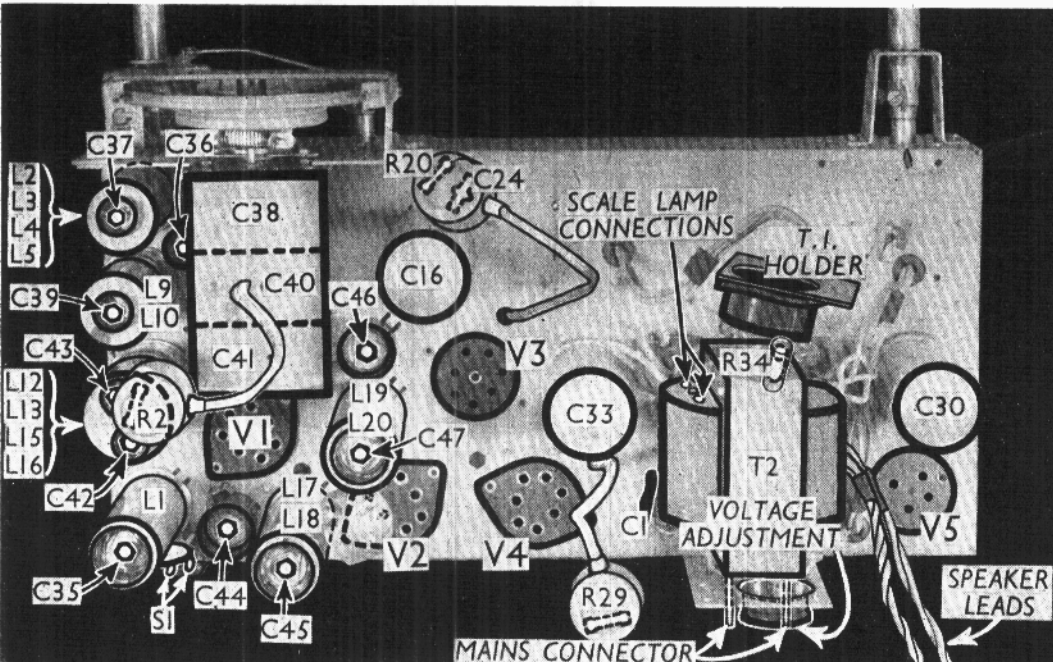 C37
C36
L2
L3
L4
L5
R20
C24
C38
SCALE LAMP
CONNECTIONS
T.I.
HOLDER
C39
L9
L10
C40
C46
C16
C43
C41
V3
R34
L12
L13
L15
L16
R2
L19
L20
V1
C47
C33
C30
C42
L1
L17
L18
V2
V4
C1
T2
VOLTAGE
ADJUSTMENT
V5
C35
S1
C44
C45
R29
SPEAKER
LEADS
MAINS CONNECTOR